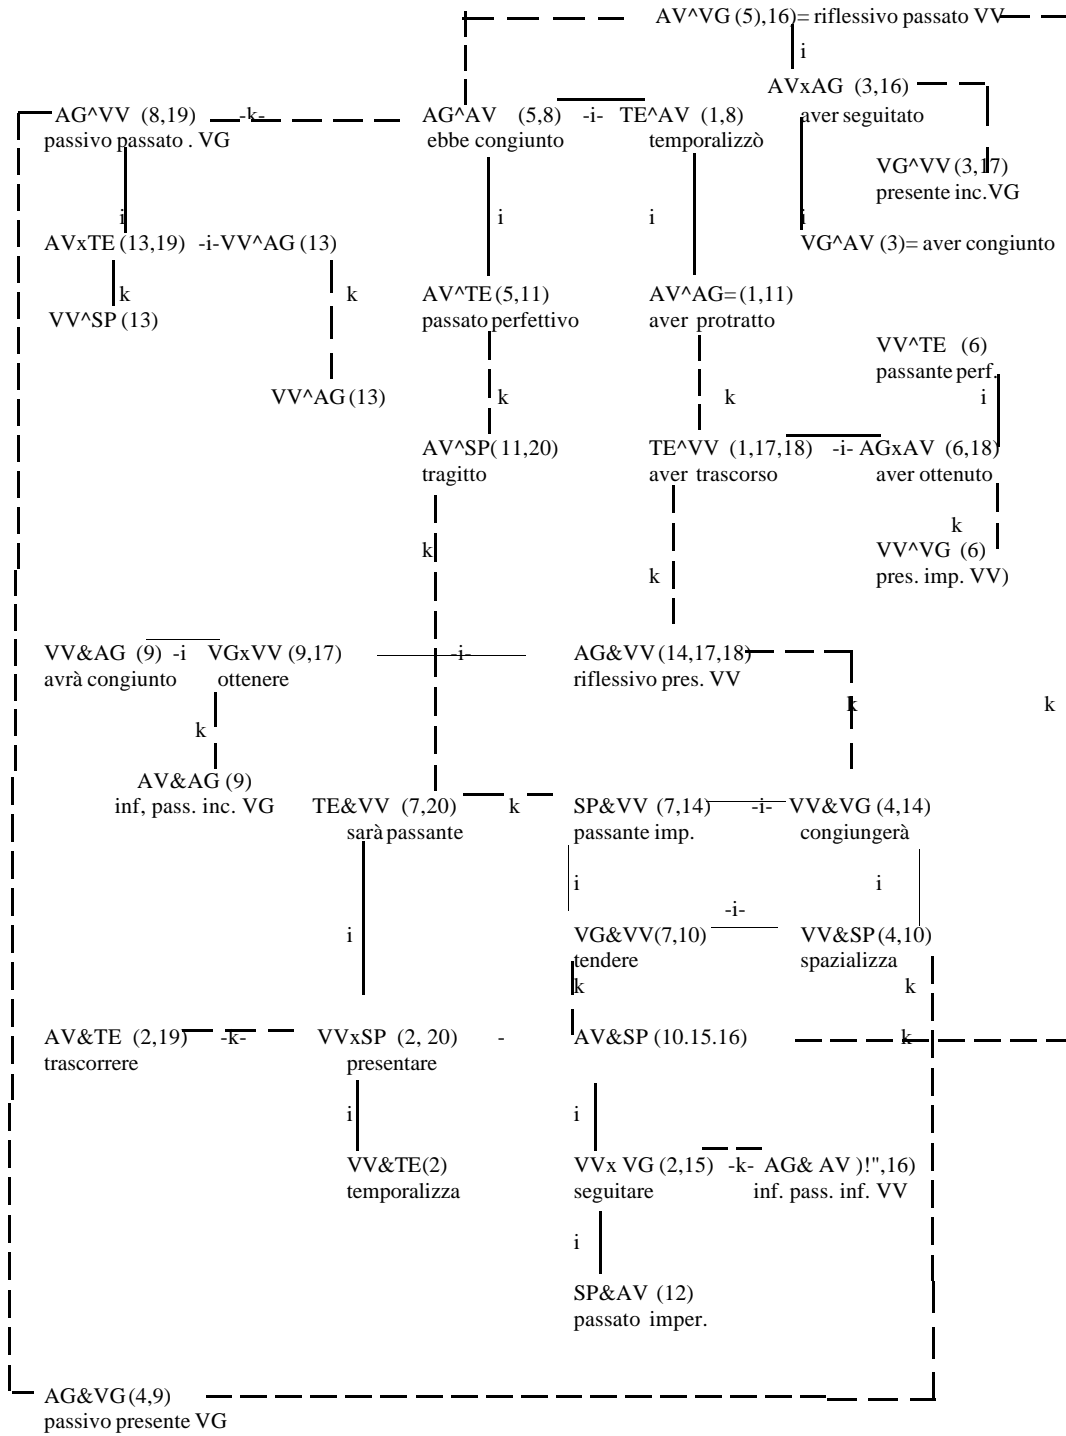 AV^VG (5),16)= riflessivo passato VV
i
AVxAG (3,16)
AG^VV (8,19) -k- AG^AV (5,8) -i- TE^AV (1,8) aver seguitato
passivo passato . VG ebbe congiunto temporalizzò
VG^VV (3,17)
presente inc.VG
i i i i
AVxTE (13,19) -i-VV^AG (13) VG^AV (3)= aver congiunto
k k AV^TE (5,11) AV^AG= (1,11)
VV^SP (13) passato perfettivo aver protratto
VV^TE (6)
passante perf.
VV^AG (13) k k i
AV^SP( 11,20) TE^VV (1,17,18) -i- AGxAV (6,18)
tragitto aver trascorso aver ottenuto
k
k VV^VG (6)
k pres. imp. VV)
VV&AG (9) -i VGxVV (9,17) -i- AG&VV (14,17,18)
avrà congiunto ottenere riflessivo pres. VV
k k
k
AV&AG (9)
inf, pass. inc. VG TE&VV (7,20) k SP&VV (7,14) -i- VV&VG (4,14)
sarà passante passante imp. congiungerà
i i
-i-
i VG&VV(7,10) VV&SP (4,10)
tendere spazializza
k k
AV&TE (2,19) -k- VVxSP (2, 20) - AV&SP (10.15.16) k
trascorrere presentare
i i
VV&TE(2) VVx VG (2,15) -k- AG& AV )!",16)
temporalizza seguitare inf. pass. inf. VV
i
SP&AV (12)
passato imper.
AG&VG (4,9)
passivo presente VG